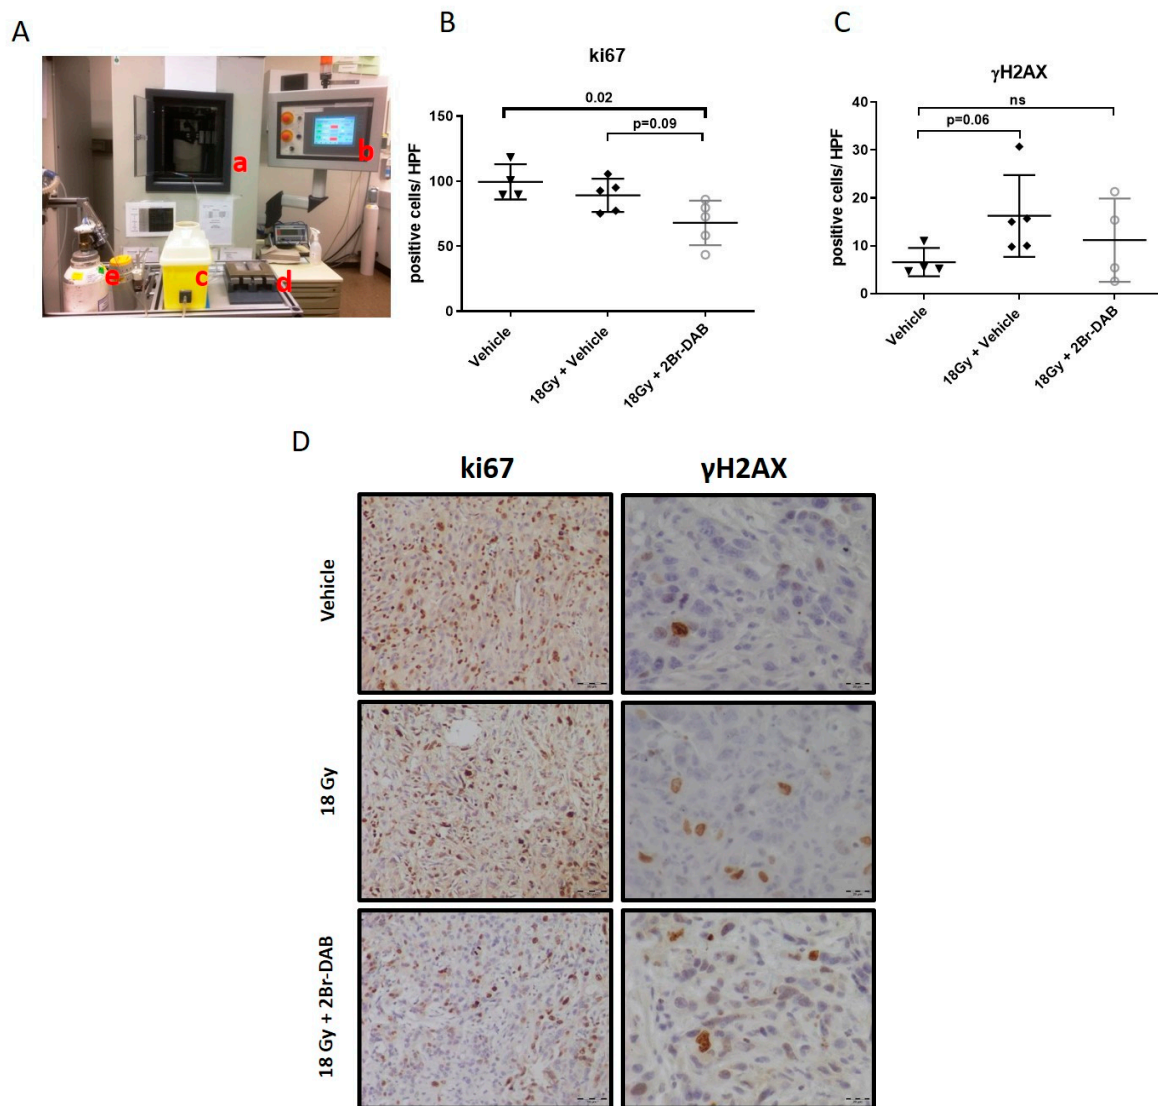 A
B
C
ki67
γH2AX
a
b
c
d
e
positive cells/ HPF
150
100
50
0
0.02
p=0.09
Vehicle
18Gy + Vehicle
18Gy + 2Br-DAB
positive cells/ HPF
40
30
20
10
0
ns
p=0.06
Vehicle
18Gy + Vehicle
18Gy + 2Br-DAB
D
ki67
γH2AX
Vehicle
18 Gy
18 Gy + 2Br-DAB